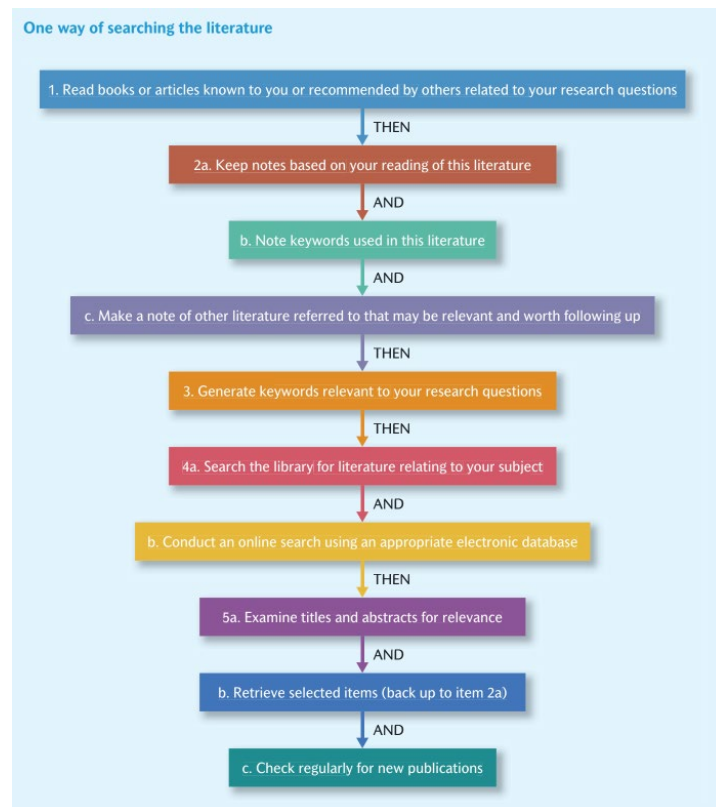 One way of searching the literature
1. Read books or articles known to you or recommended by others related to your research questions
THEN
2a. Keep notes based on your reading of this literature
AND
b. Note keywords used in this literature
AND
c. Make a note of other literature referred to that may be relevant and worth following up
THEN
3. Generate keywords relevant to your research questions
THEN
4a. Search the library for literature relating to your subject
AND
b. Conduct an online search using an appropriate electronic database
THEN
5a. Examine titles and abstracts for relevance
AND
b. Retrieve selected items (back up to item 2a)
AND
c. Check regularly for new publications